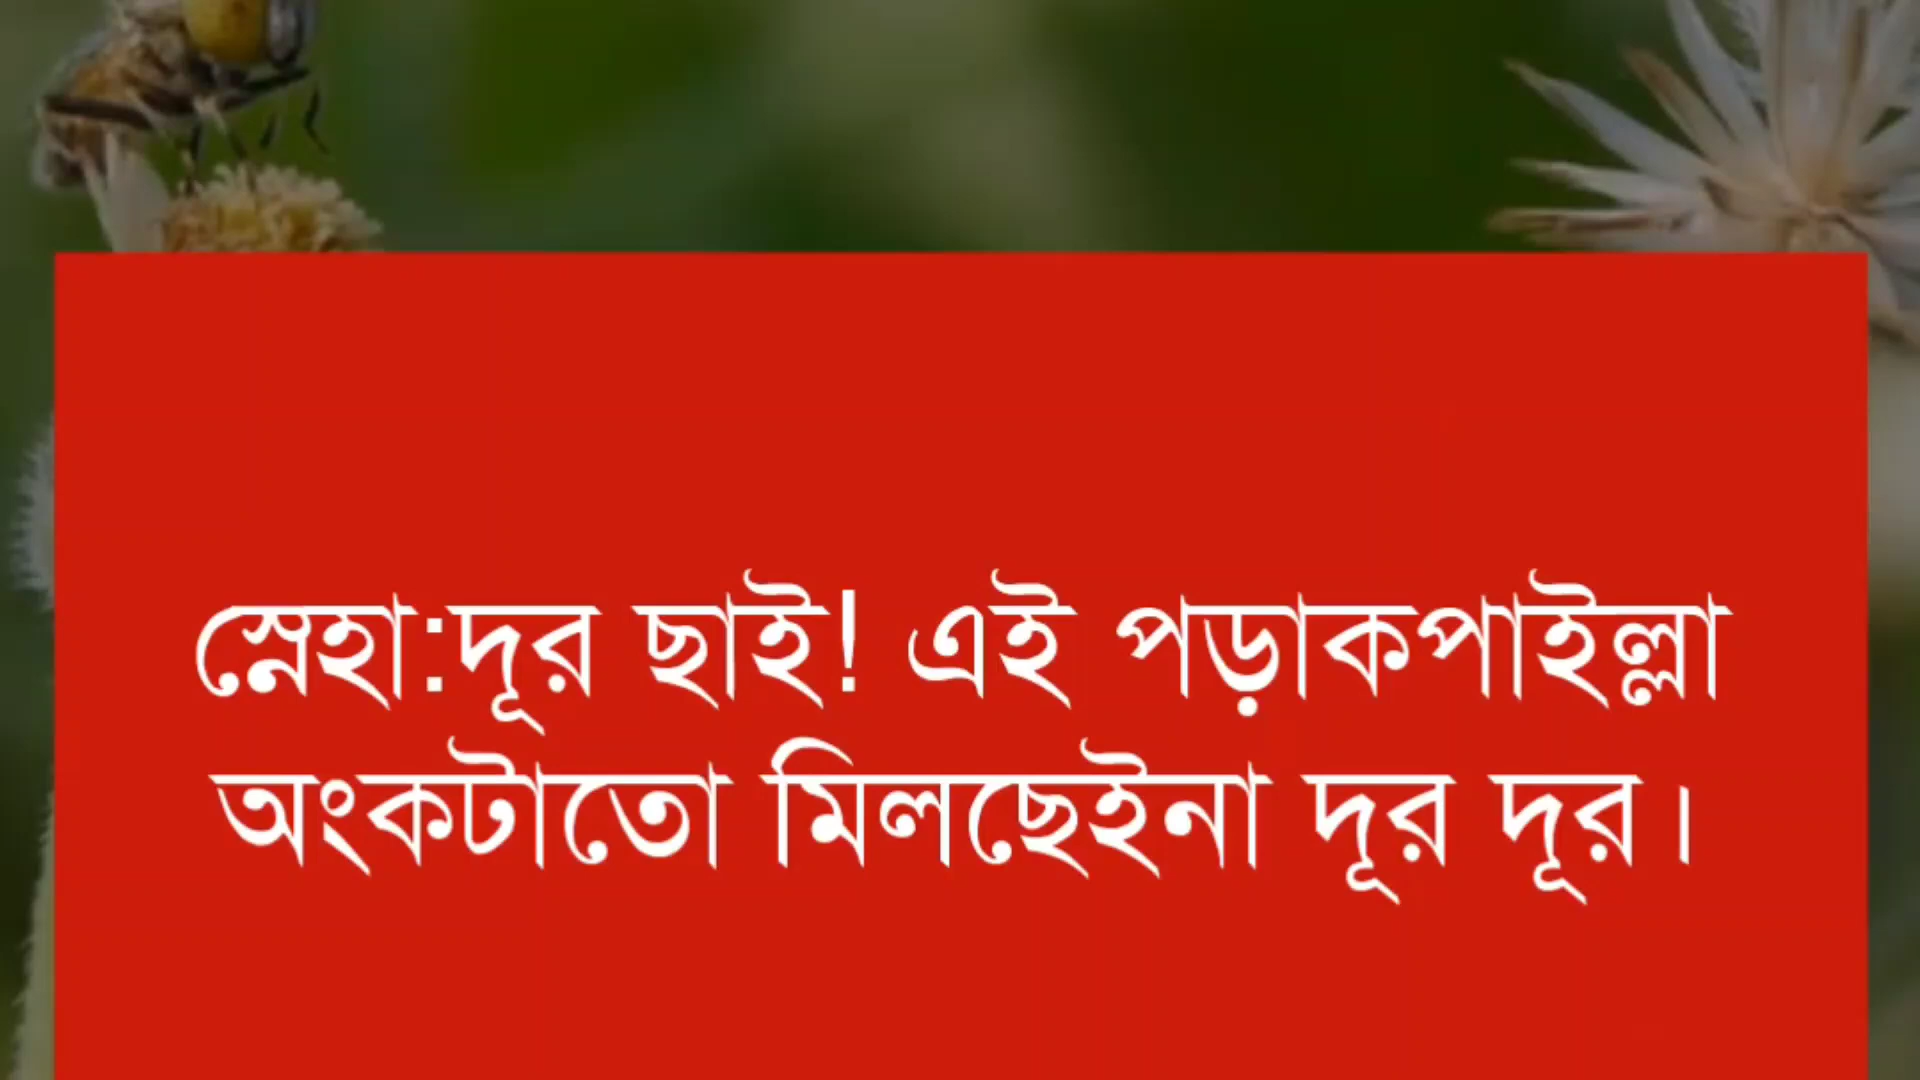 স্নেহা:দূর ছাই! এই পড়াকপাইল্লা
অংকটাতো মিলছেইনা দূর দূর।